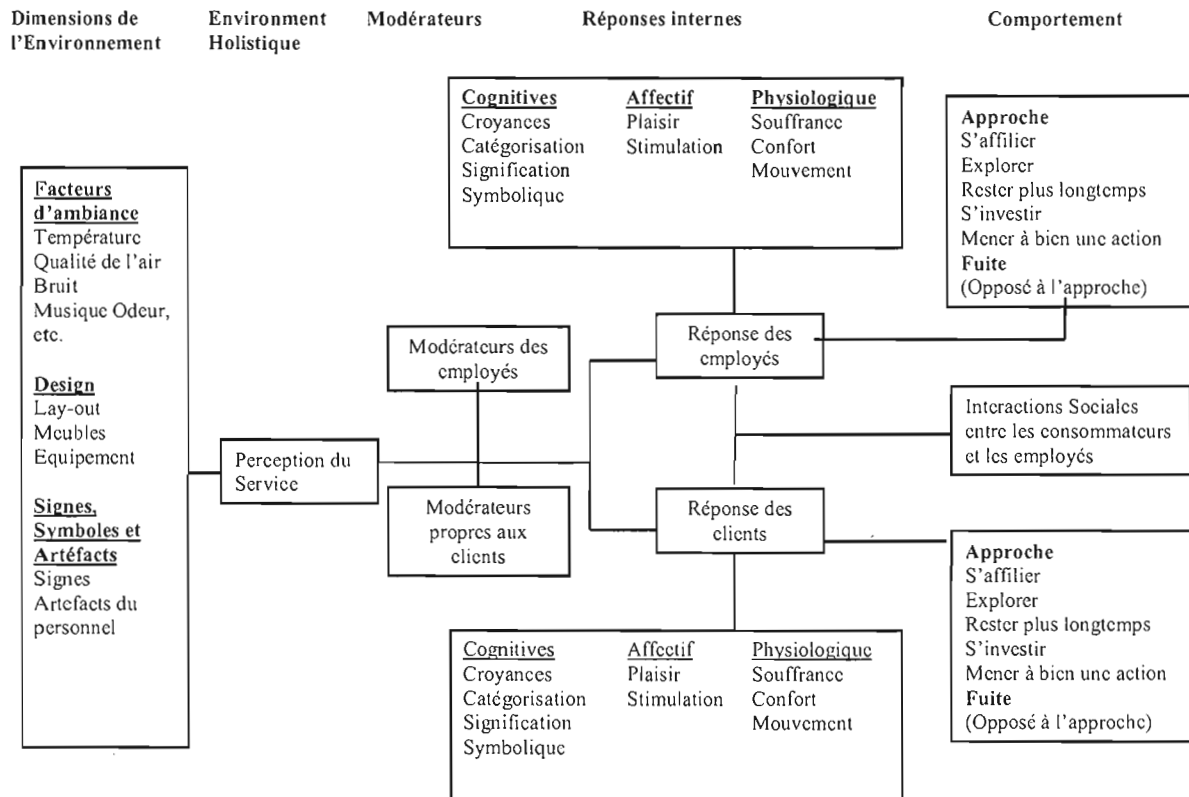 Dimensions de
l'Environnement
Environment
Holistique
Modérateurs
Réponses internes
Comportement
Facteurs
d'ambiance
Température
Qualité de l'air
Bruit
Musique Odeur,
etc.
Design
Lay-out
Meubles
Equipement
Signes,
Symboles et
Artéfacts
Signes
Artefacts du
personnel
Perception du
Service
Modérateurs des
employés
Modérateurs
propres aux
clients
Cognitives
Croyances
Catégorisation
Signification
Symbolique
Affectif
Plaisir
Stimulation
Physiologique
Souffrance
Confort
Mouvement
Réponse des
employés
Réponse des
clients
Cognitives
Croyances
Catégorisation
Signification
Symbolique
Affectif
Plaisir
Stimulation
Physiologique
Souffrance
Confort
Mouvement
Approche
S'affilier
Explorer
Rester plus longtemps
S'investir
Mener à bien une action
Fuite
(Opposé à l'approche)
Interactions Sociales
entre les consommateurs
et les employés
Approche
S'affilier
Explorer
Rester plus longtemps
S'investir
Mener à bien une action
Fuite
(Opposé à l'approche)